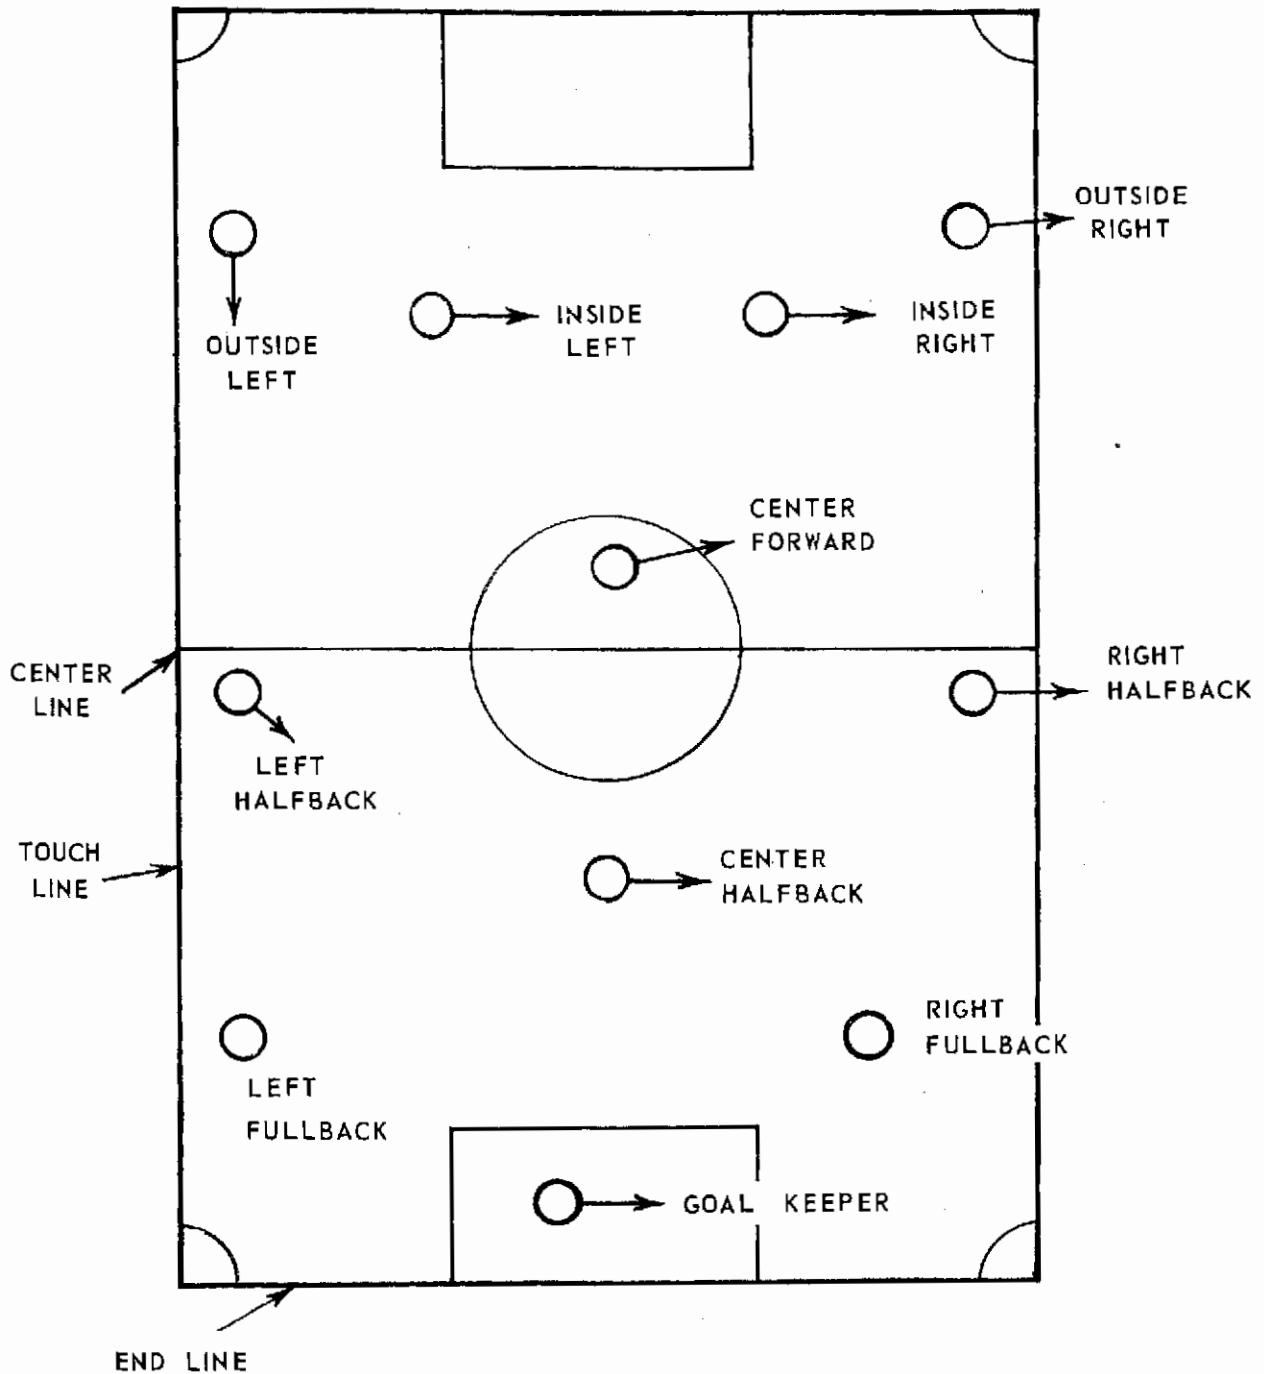 OUTSIDE
RIGHT
OUTSIDE
LEFT
INSIDE
LEFT
INSIDE
RIGHT
CENTER
FORWARD
CENTER
LINE
RIGHT
HALFBACK
LEFT
HALFBACK
TOUCH
LINE
CENTER
HALFBACK
RIGHT
FULLBACK
LEFT
FULLBACK
GOAL KEEPER
END LINE